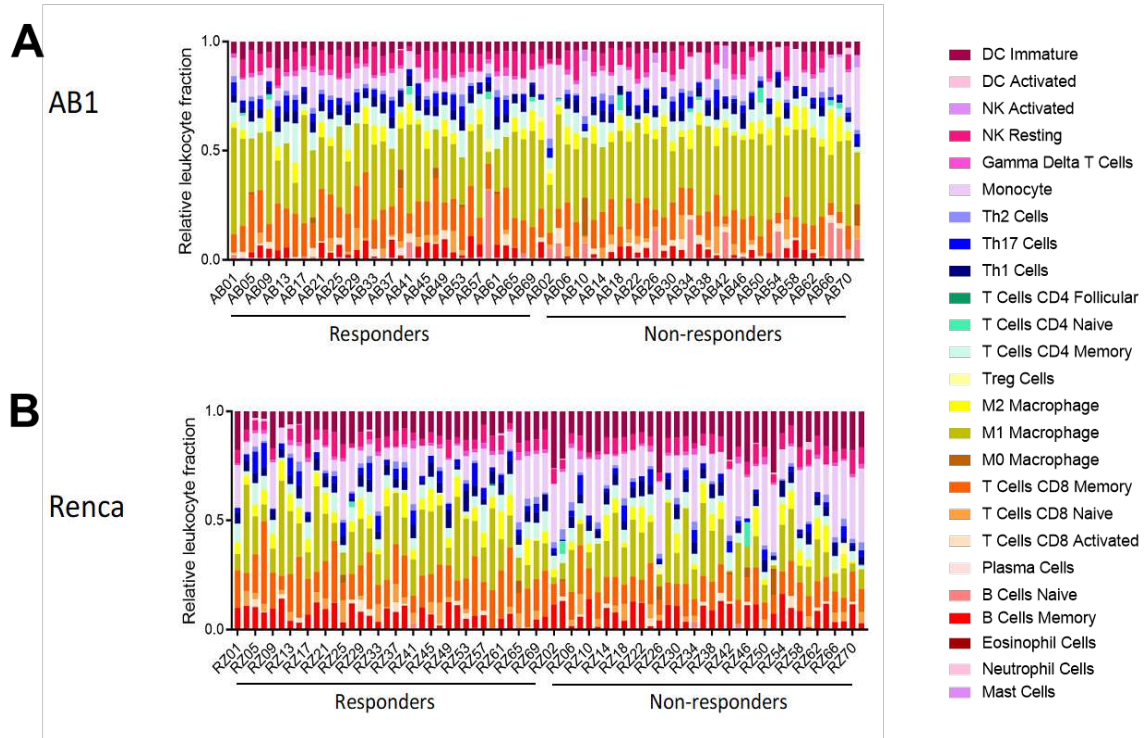 A
AB1
Relative leukocyte fraction
1.0
0.5
0.0
AB01
AB05
AB09
AB13
AB17
AB21
AB25
AB29
AB33
AB37
AB41
AB45
AB49
AB53
AB57
AB61
AB65
AB69
AB02
AB06
AB10
AB14
AB18
AB22
AB26
AB30
AB34
AB38
AB42
AB46
AB50
AB54
AB58
AB62
AB66
AB70
Responders
Non-responders
B
Renca
Relative leukocyte fraction
1.0
0.5
0.0
RZ01
RZ05
RZ09
RZ13
RZ17
RZ21
RZ25
RZ29
RZ33
RZ37
RZ41
RZ45
RZ49
RZ53
RZ57
RZ61
RZ65
RZ69
RZ02
RZ06
RZ10
RZ14
RZ18
RZ22
RZ26
RZ30
RZ34
RZ38
RZ42
RZ46
RZ50
RZ54
RZ58
RZ62
RZ66
RZ70
Responders
Non-responders
DC Immature
DC Activated
NK Activated
NK Resting
Gamma Delta T Cells
Monocyte
Th2 Cells
Th17 Cells
Th1 Cells
T Cells CD4 Follicular
T Cells CD4 Naive
T Cells CD4 Memory
Treg Cells
M2 Macrophage
M1 Macrophage
M0 Macrophage
T Cells CD8 Memory
T Cells CD8 Naive
T Cells CD8 Activated
Plasma Cells
B Cells Naive
B Cells Memory
Eosinophil Cells
Neutrophil Cells
Mast Cells